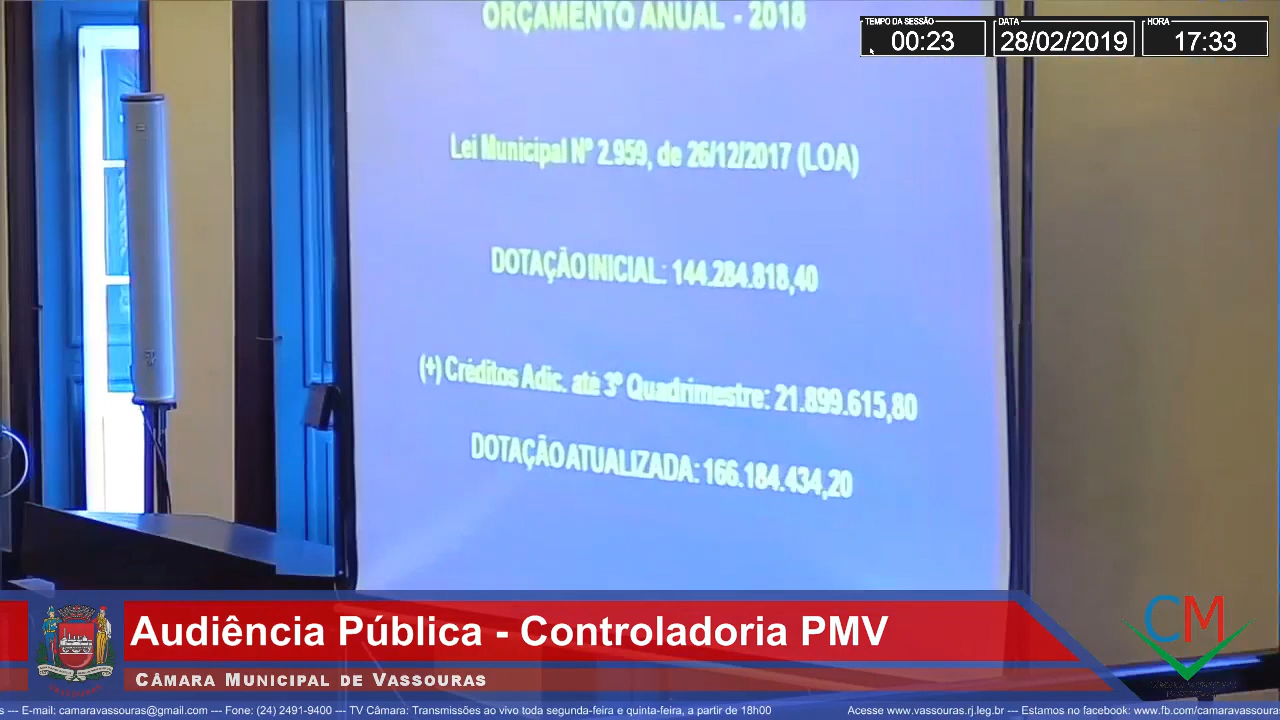 ORÇAMENTO ANUAL - 2018
TEMPO DA SESSÃO
00:23
DATA
28/02/2019
HORA
17:33
Lei Municipal Nº 2.959, de 26/12/2017 (LOA)
DOTAÇÃO INICIAL: 144.284.818,40
(+) Créditos Adic. até 3º Quadrimestre: 21.899.615,80
DOTAÇÃO ATUALIZADA: 166.184.434,20
Audiência Pública - Controladoria PMV
CÂMARA MUNICIPAL DE VASSOURAS
CM
s --- E-mail: camaravassouras@gmail.com --- Fone: (24) 2491-9400 --- TV Câmara: Transmissões ao vivo toda segunda-feira e quinta-feira, a partir de 18h00
Acesse www.vassouras.rj.leg.br --- Estamos no facebook: www.fb.com/camaravassouras